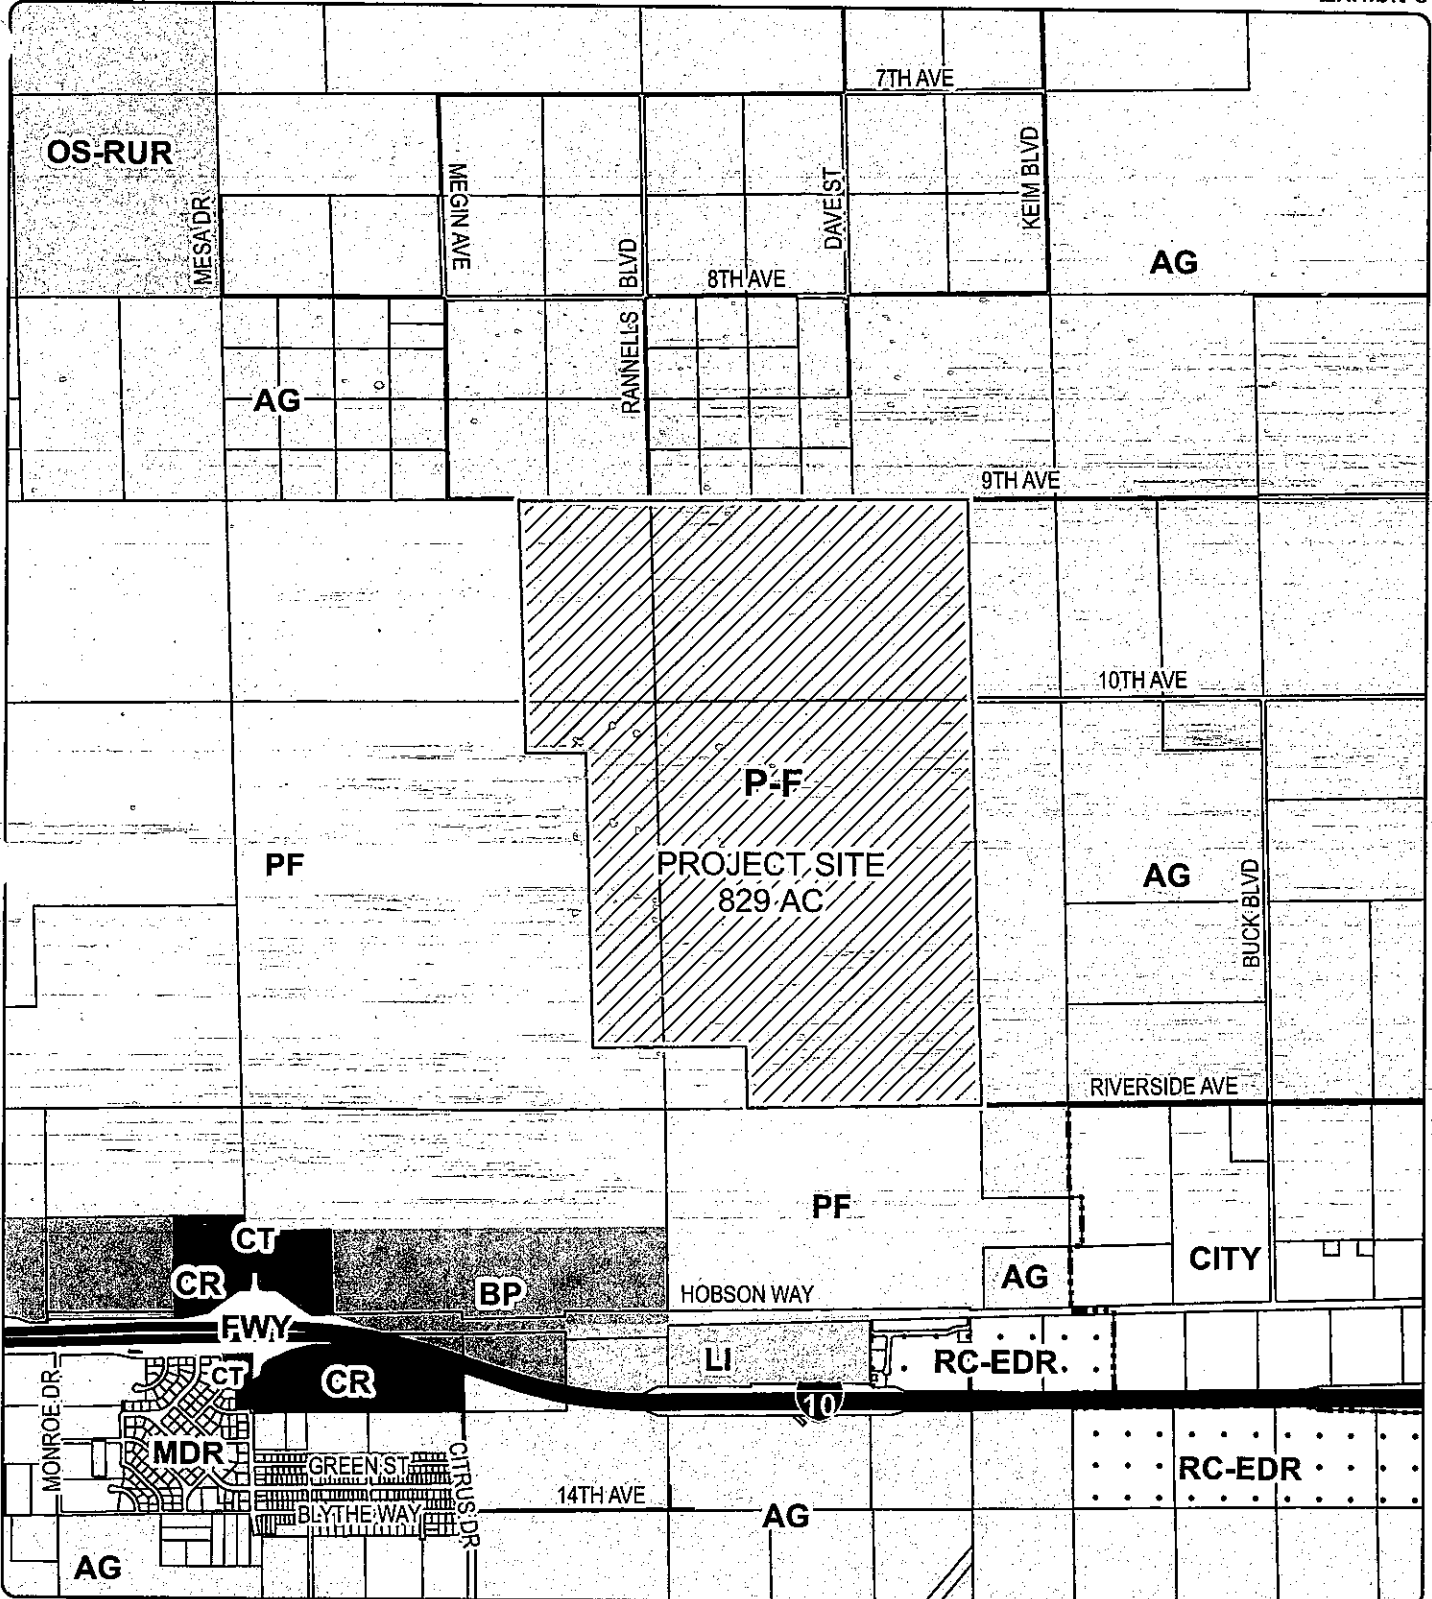 7TH AVE
OS-RUR
MESA DR
MEGIN AVE
RANNELLS BLVD
DAVE ST
KEIM BLVD
AG
8TH AVE
AG
9TH AVE
10TH AVE
P-F
PROJECT SITE
829 AC
PF
AG
BUCK BLVD
RIVERSIDE AVE
PF
CT
CR
BP
HOBSON WAY
AG
CITY
FWY
CT
CR
LI
RC-EDR
10
MONROE DR
MDR
GREEN ST
BLYTHE WAY
CITRUS DR
14TH AVE
AG
RC-EDR
AG